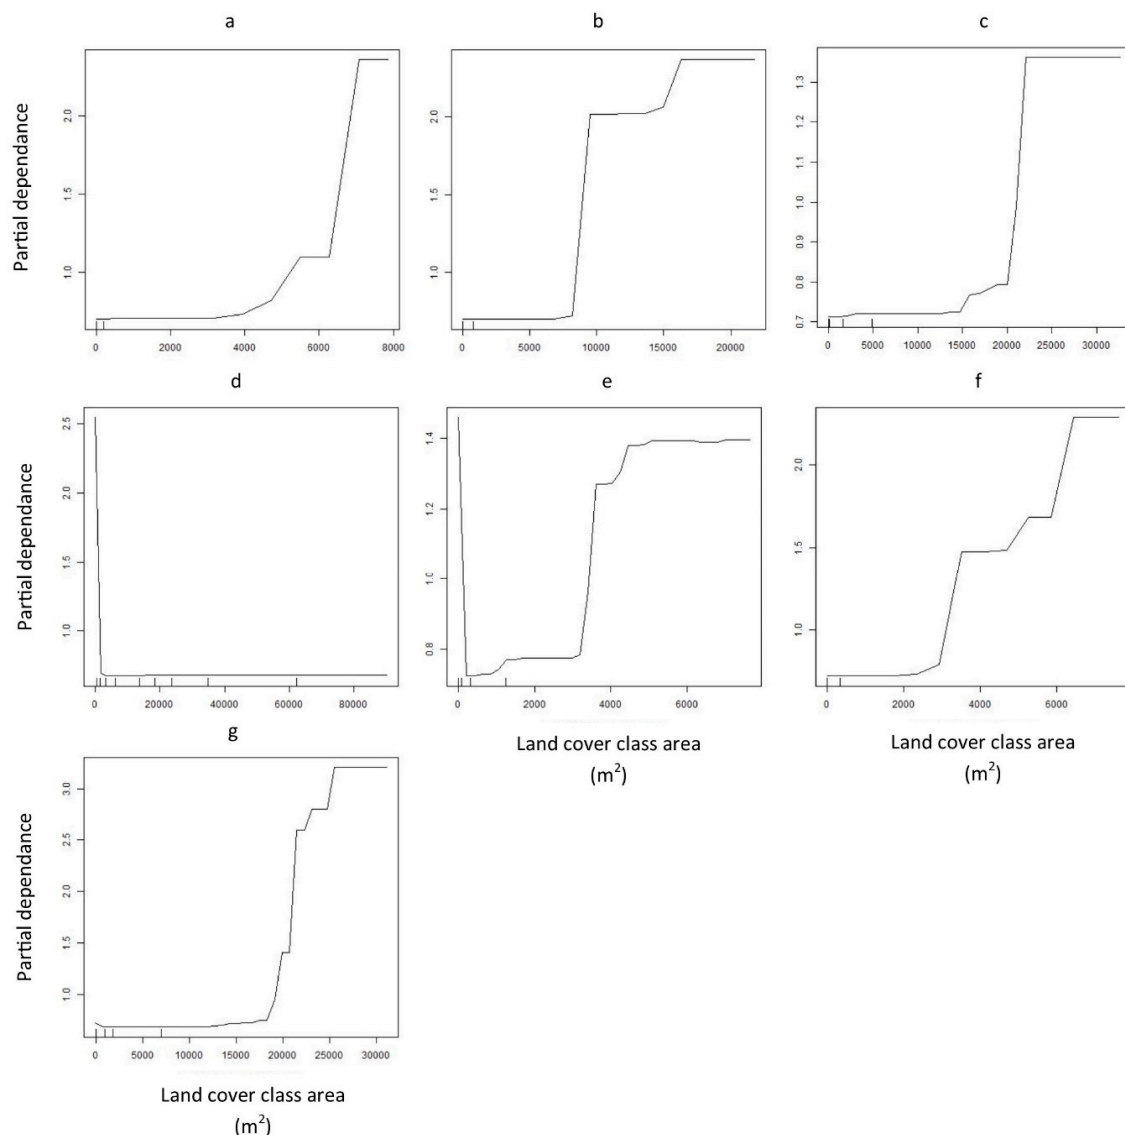 a
b
c
Partial dependance
1.0 1.5 2.0
0 2000 4000 6000 8000
1.0 1.5 2.0
0 5000 10000 15000 20000
0.7 0.8 0.9 1.0 1.1 1.2 1.3
0 5000 10000 15000 20000 25000 30000
d
e
f
Partial dependance
1.0 1.5 2.0 2.5
0 20000 40000 60000 80000
0.8 1.0 1.2 1.4
0 2000 4000 6000
1.0 1.5 2.0
0 2000 4000 6000
Land cover class area
(m²)
Land cover class area
(m²)
g
Partial dependance
1.0 1.5 2.0 2.5 3.0
0 5000 10000 15000 20000 25000 30000
Land cover class area
(m²)